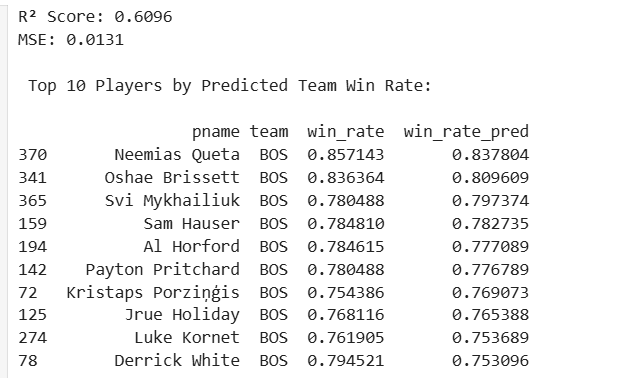 R² Score: 0.6096
MSE: 0.0131
Top 10 Players by Predicted Team Win Rate:
pname team win_rate win_rate_pred
370 Neemias Queta BOS 0.857143 0.837804
341 Oshae Brissett BOS 0.836364 0.809609
365 Svi Mykhailiuk BOS 0.780488 0.797374
159 Sam Hauser BOS 0.784810 0.782735
194 Al Horford BOS 0.784615 0.777089
142 Payton Pritchard BOS 0.780488 0.776789
72 Kristaps Porziņģis BOS 0.754386 0.769073
125 Jrue Holiday BOS 0.768116 0.765388
274 Luke Kornet BOS 0.761905 0.753689
78 Derrick White BOS 0.794521 0.753096